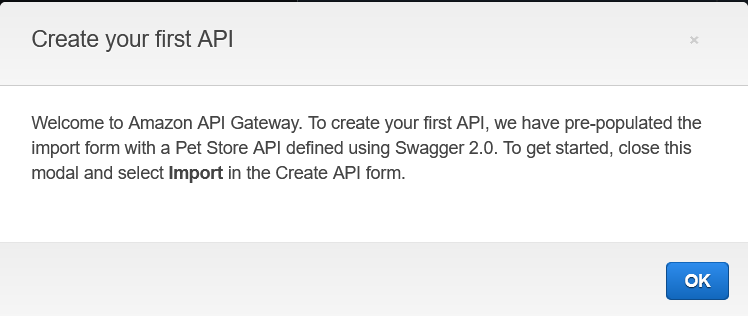 Create your first API
×
Welcome to Amazon API Gateway. To create your first API, we have pre-populated the
import form with a Pet Store API defined using Swagger 2.0. To get started, close this
modal and select Import in the Create API form.
OK